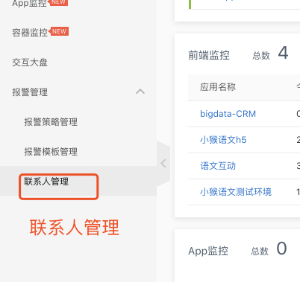 App监控 NEW
容器监控 NEW
交互大盘
报警管理
报警策略管理
报警模板管理
联系人管理
联系人管理
前端监控 总数 4
应用名称
bigdata-CRM 0
小猴语文h5 2
语文互动 3
小猴语文测试环境 1
App监控 总数 0